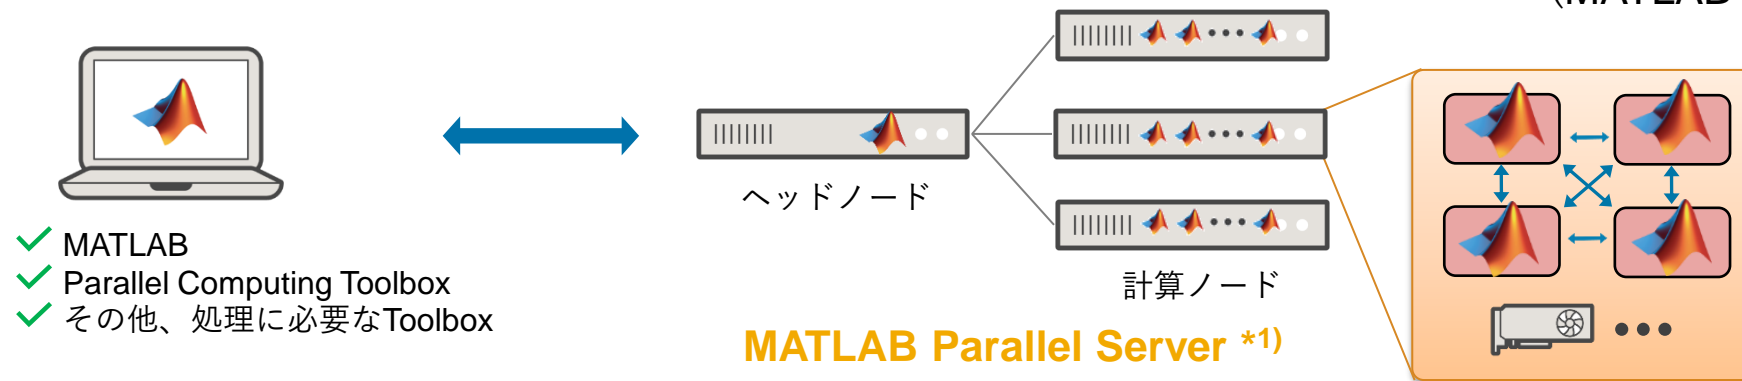 (MATLAB
ヘッドノード
計算ノード
MATLAB
Parallel Computing Toolbox
その他、処理に必要なToolbox
MATLAB Parallel Server *1)